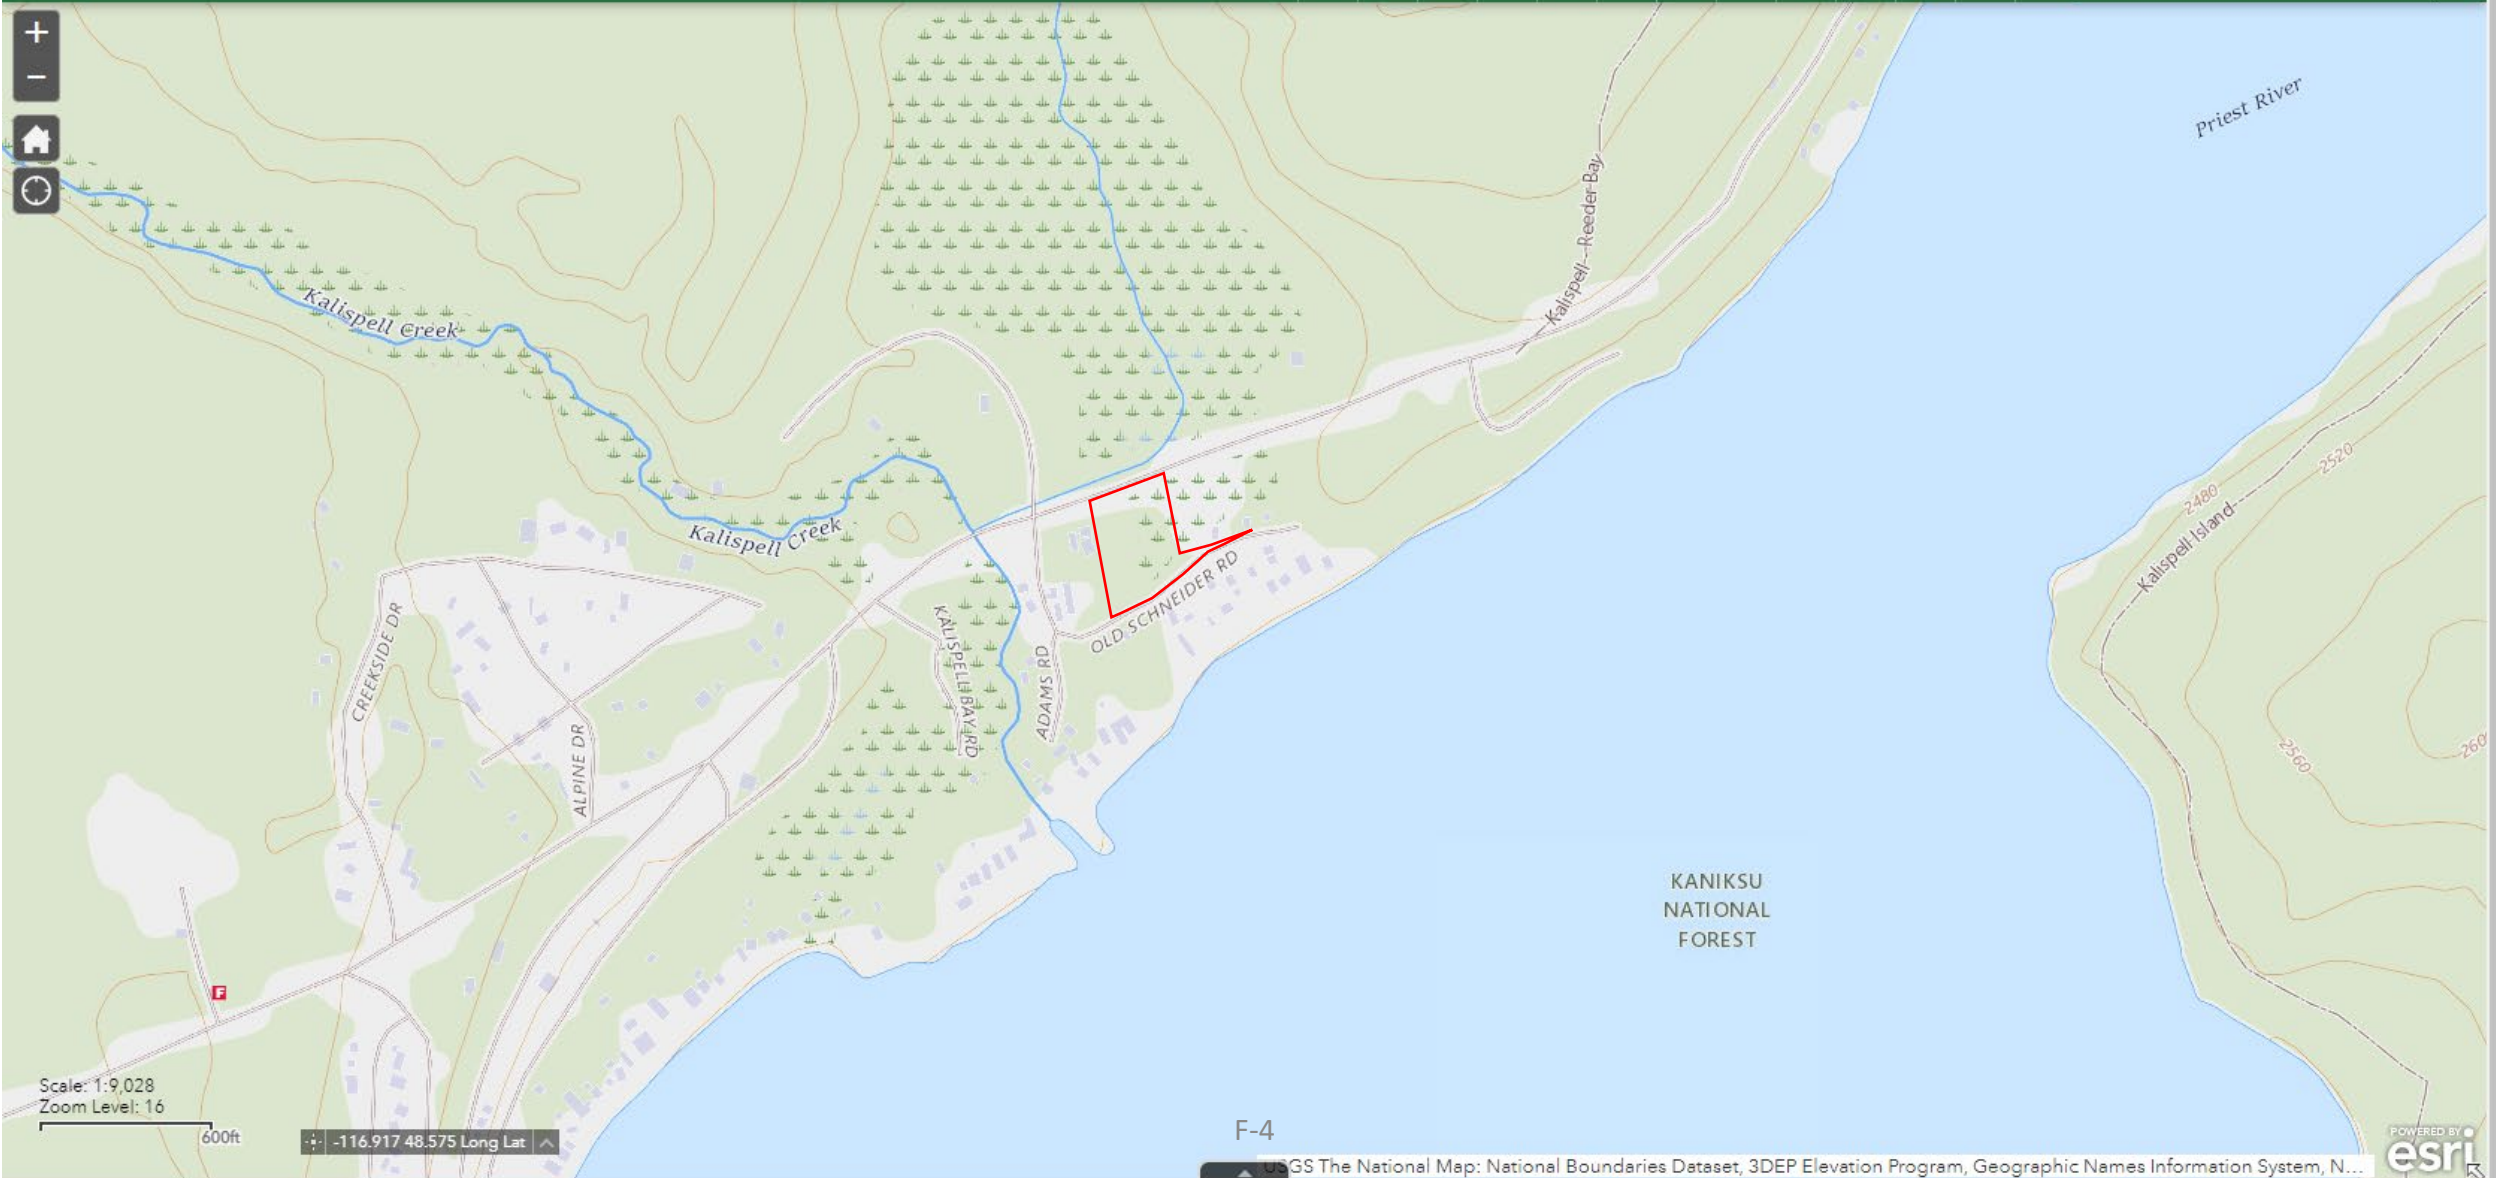 +
−
Priest River
Kalispell--Reeder-Bay
Kalispell Creek
Kalispell Creek
2520
2480
Kalispell-Island
CREEKSIDE DR
KALISPELL BAY RD
OLD SCHNEIDER RD
ADAMS RD
ALPINE DR
2560
260
KANIKSU
NATIONAL
FOREST
F
Scale: 1:9,028
Zoom Level: 16
600ft
-116.917 48.575 Long Lat
F-4
POWERED BY
esri
USGS The National Map: National Boundaries Dataset, 3DEP Elevation Program, Geographic Names Information System, N...